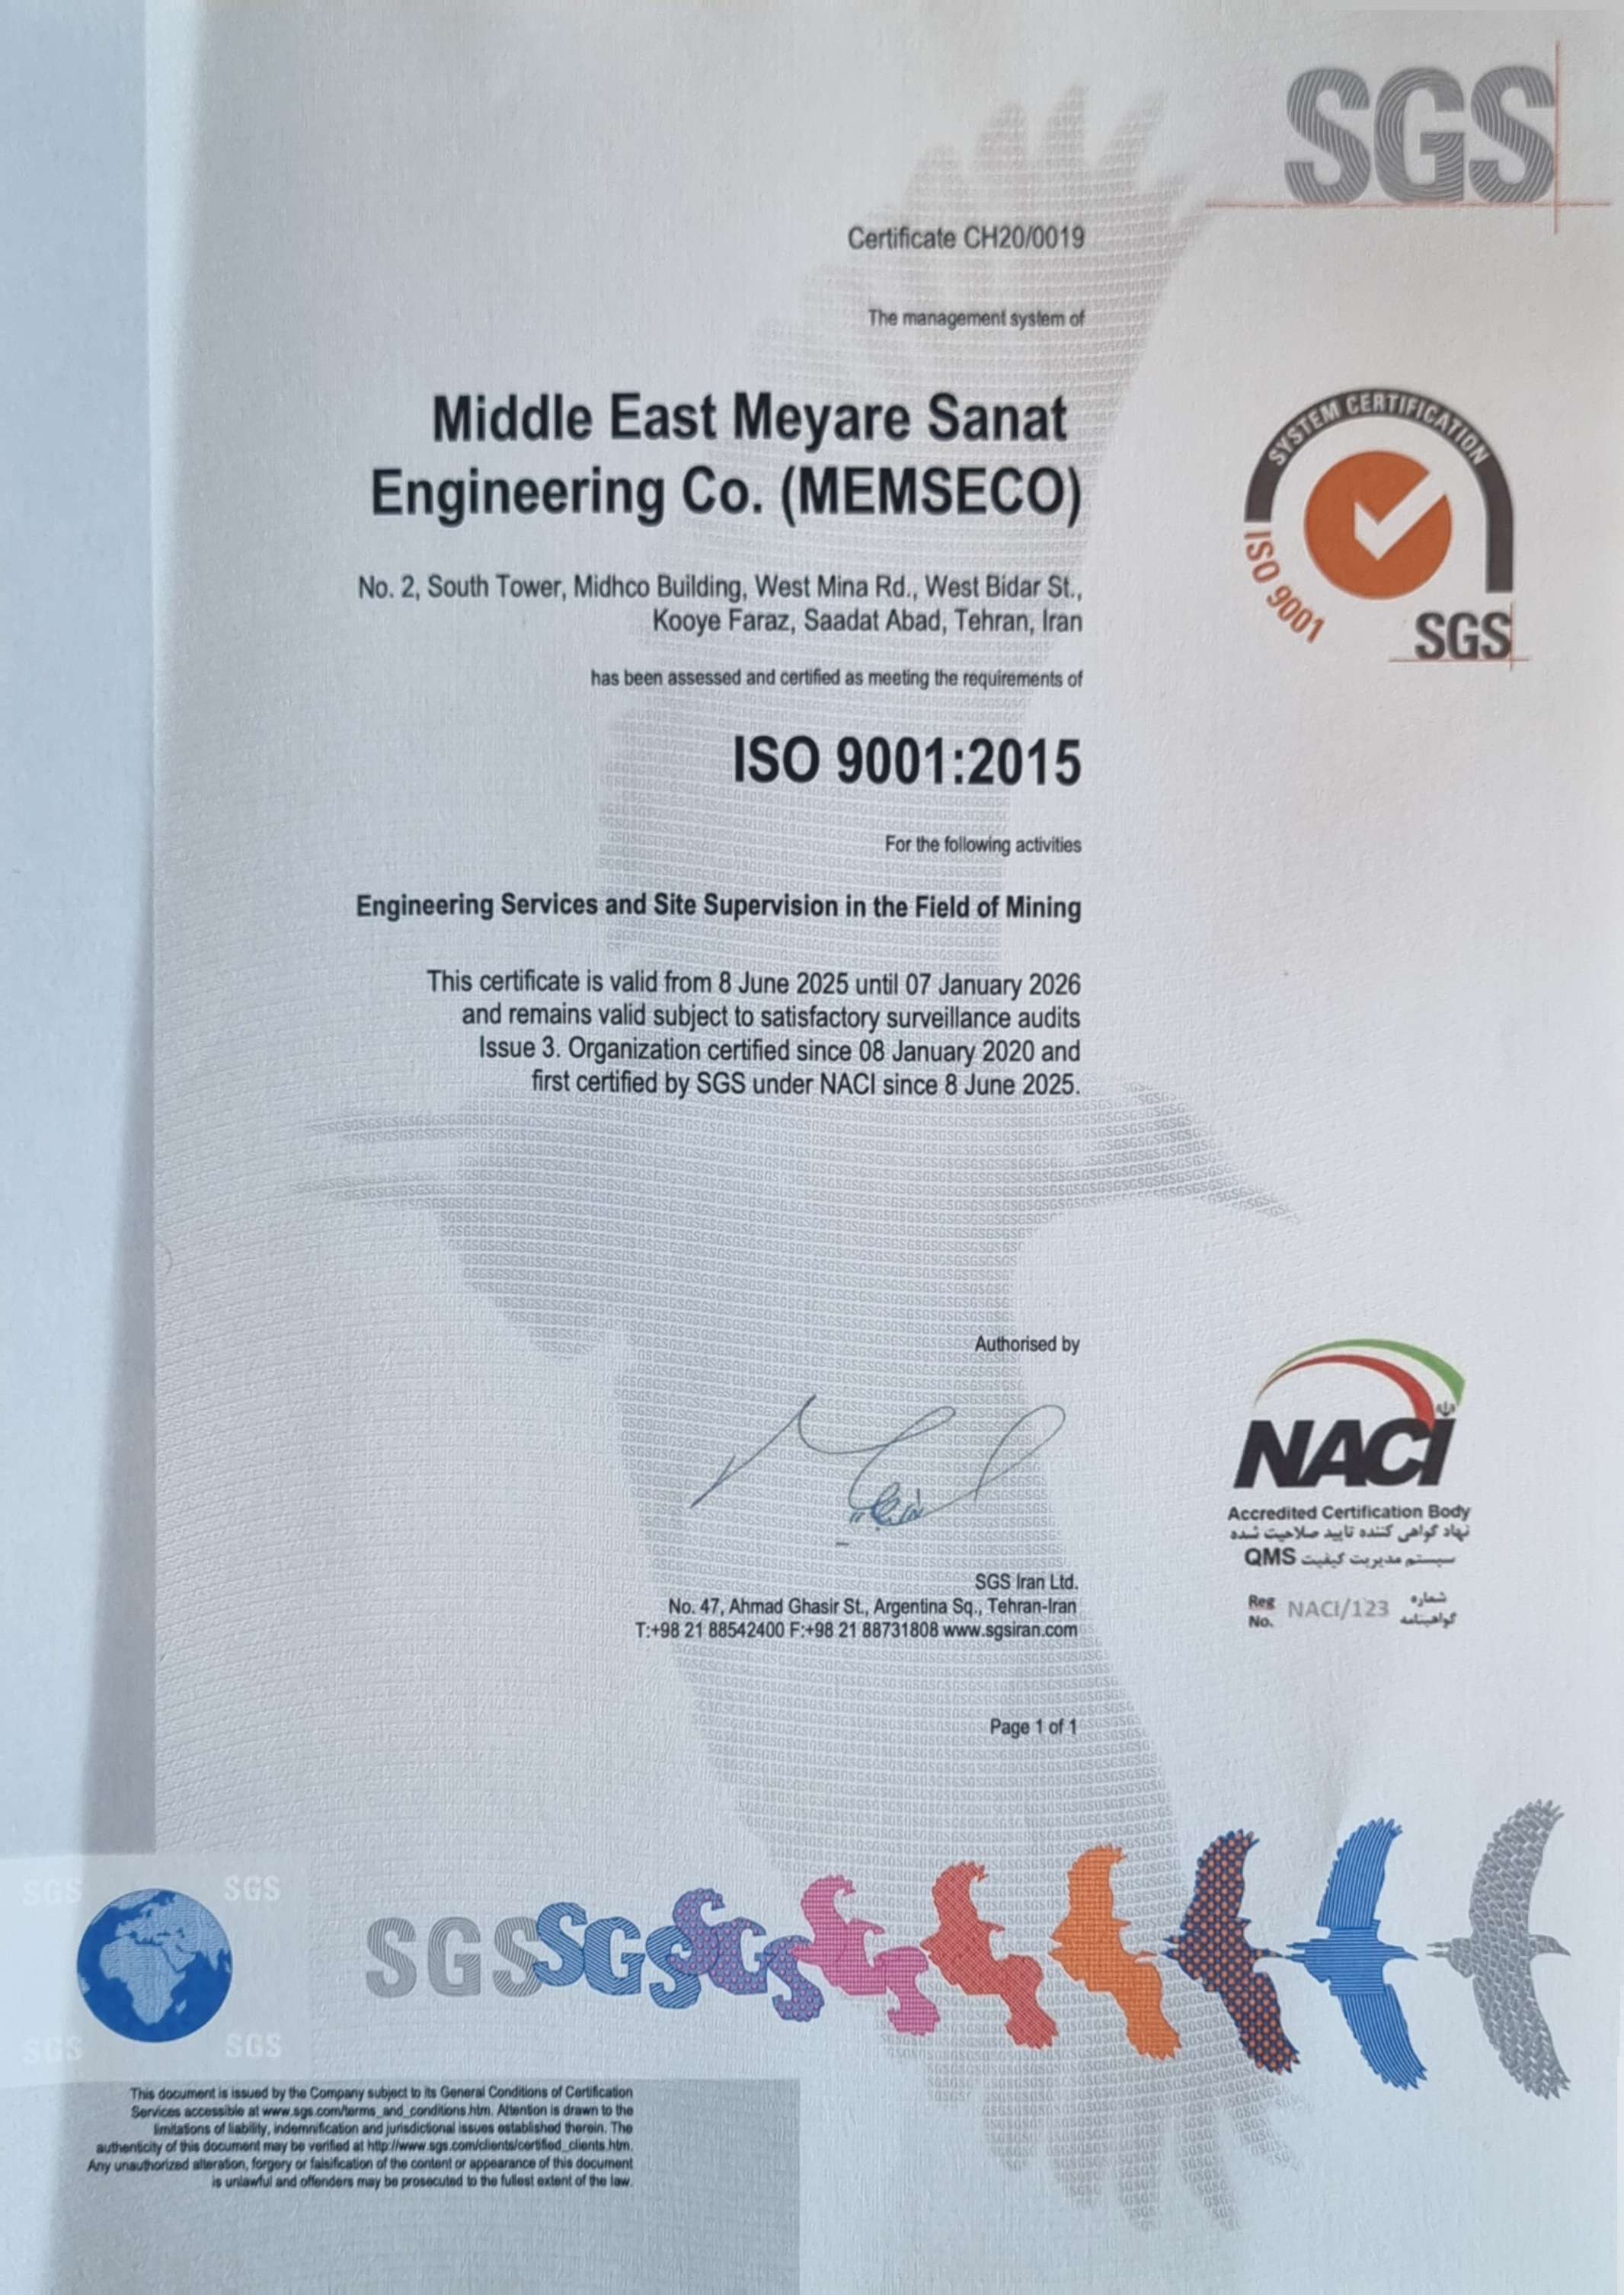 SGS
Certificate CH20/0019
The management system of
Middle East Meyare Sanat
Engineering Co. (MEMSECO)
No. 2, South Tower, Midhco Building, West Mina Rd., West Bidar St.,
Kooye Faraz, Saadat Abad, Tehran, Iran
has been assessed and certified as meeting the requirements of
ISO 9001:2015
For the following activities
Engineering Services and Site Supervision in the Field of Mining
This certificate is valid from 8 June 2025 until 07 January 2026
and remains valid subject to satisfactory surveillance audits
Issue 3. Organization certified since 08 January 2020 and
first certified by SGS under NACI since 8 June 2025.
SYSTEM CERTIFICATION
ISO 9001
SGS
Authorised by
SGS Iran Ltd.
No. 47, Ahmad Ghasir St., Argentina Sq., Tehran-Iran
T:+98 21 88542400 F:+98 21 88731808 www.sgsiran.com
Page 1 of 1
NACI
Accredited Certification Body
نهاد گواهی کننده تایید صلاحیت شده
QMS سیستم مدیریت کیفیت
Reg No. NACI/123 شماره گواهینامه
SGS SGS
SGS SGS
SGS SGS SGS
This document is issued by the Company subject to its General Conditions of Certification
Services accessible at www.sgs.com/terms_and_conditions.htm. Attention is drawn to the
limitations of liability, indemnification and jurisdictional issues established therein. The
authenticity of this document may be verified at http://www.sgs.com/clients/certified_clients.htm.
Any unauthorized alteration, forgery or falsification of the content or appearance of this document
is unlawful and offenders may be prosecuted to the fullest extent of the law.